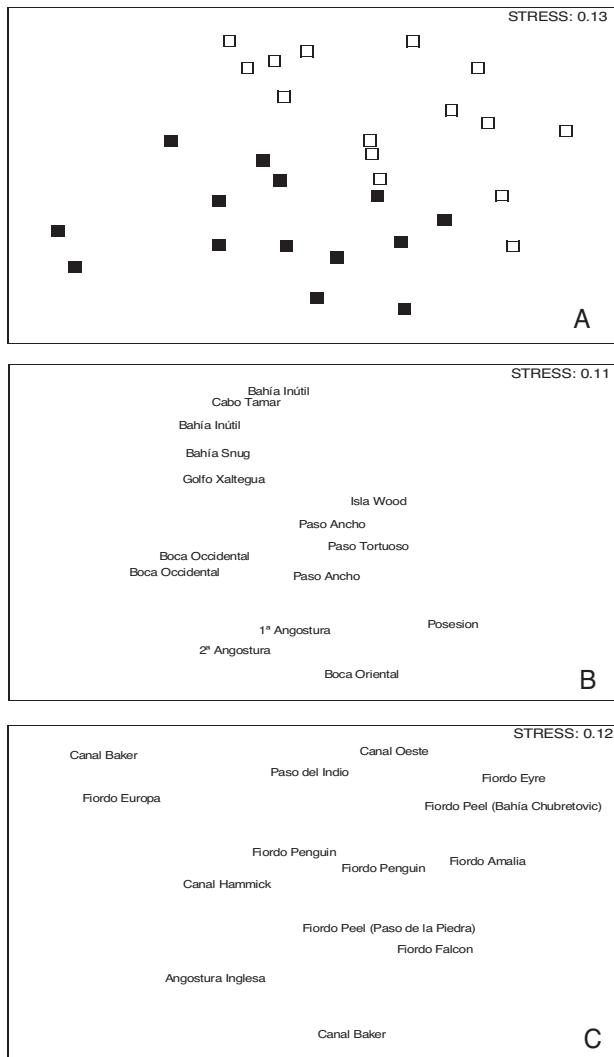 STRESS: 0.13
A
STRESS: 0.11
Bahía Inútil
Cabo Tamar
Bahía Inútil
Bahía Snug
Golfo Xaltegua
Isla Wood
Paso Ancho
Paso Tortuoso
Boca Occidental
Boca Occidental
Paso Ancho
Posesion
1ª Angostura
2ª Angostura
Boca Oriental
B
STRESS: 0.12
Canal Oeste
Canal Baker
Paso del Indio
Fiordo Eyre
Fiordo Europa
Fiordo Peel (Bahía Chubretovic)
Fiordo Penguin
Fiordo Amalia
Fiordo Penguin
Canal Hammick
Fiordo Peel (Paso de la Piedra)
Fiordo Falcon
Angostura Inglesa
Canal Baker
C